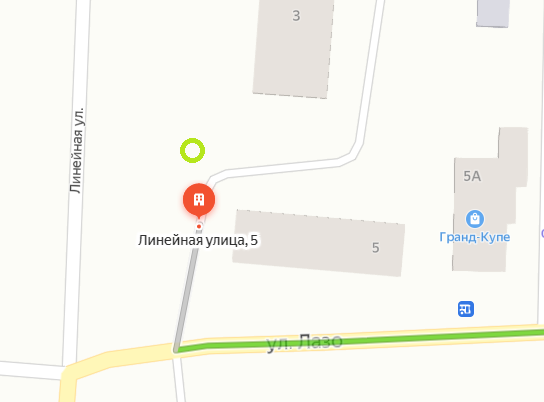 3
Линейная ул.
5А
Гранд-Купе
Линейная улица, 5
5
ул. Лазо